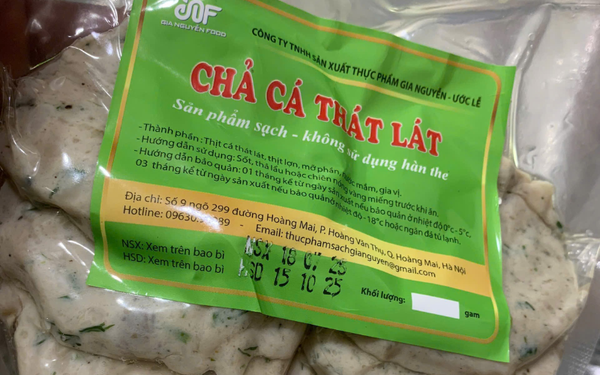 GIA NGUYỄN FOOD
CÔNG TY TNHH SẢN XUẤT THỰC PHẨM GIA NGUYỄN - ƯỚC LỄ
CHẢ CÁ THÁT LÁT
Sản phẩm sạch - không sử dụng hàn the
- Thành phần: Thịt cá thát lát, thịt lợn, mỡ phần, nước mắm, gia vị.
- Hướng dẫn sử dụng: Sốt, thả lẩu hoặc chiên nóng vàng miếng trước khi ăn.
- Hướng dẫn bảo quản: 01 tháng kể từ ngày sản xuất nếu bảo quản ở nhiệt độ 0°c - 5°c.
03 tháng kể từ ngày sản xuất nếu bảo quản ở nhiệt độ -18°c hoặc ngăn đá tủ lạnh.
Địa chỉ: Số 9 ngõ 299 đường Hoàng Mai, P. Hoàng Văn Thụ, Q. Hoàng Mai, Hà Nội
Hotline: - Email: thucphamsachgianguyen@gmail.com
NSX: Xem trên bao bì NSX 07 25
HSD: Xem trên bao bì HSD 15 10 25
Khối lượng: gam